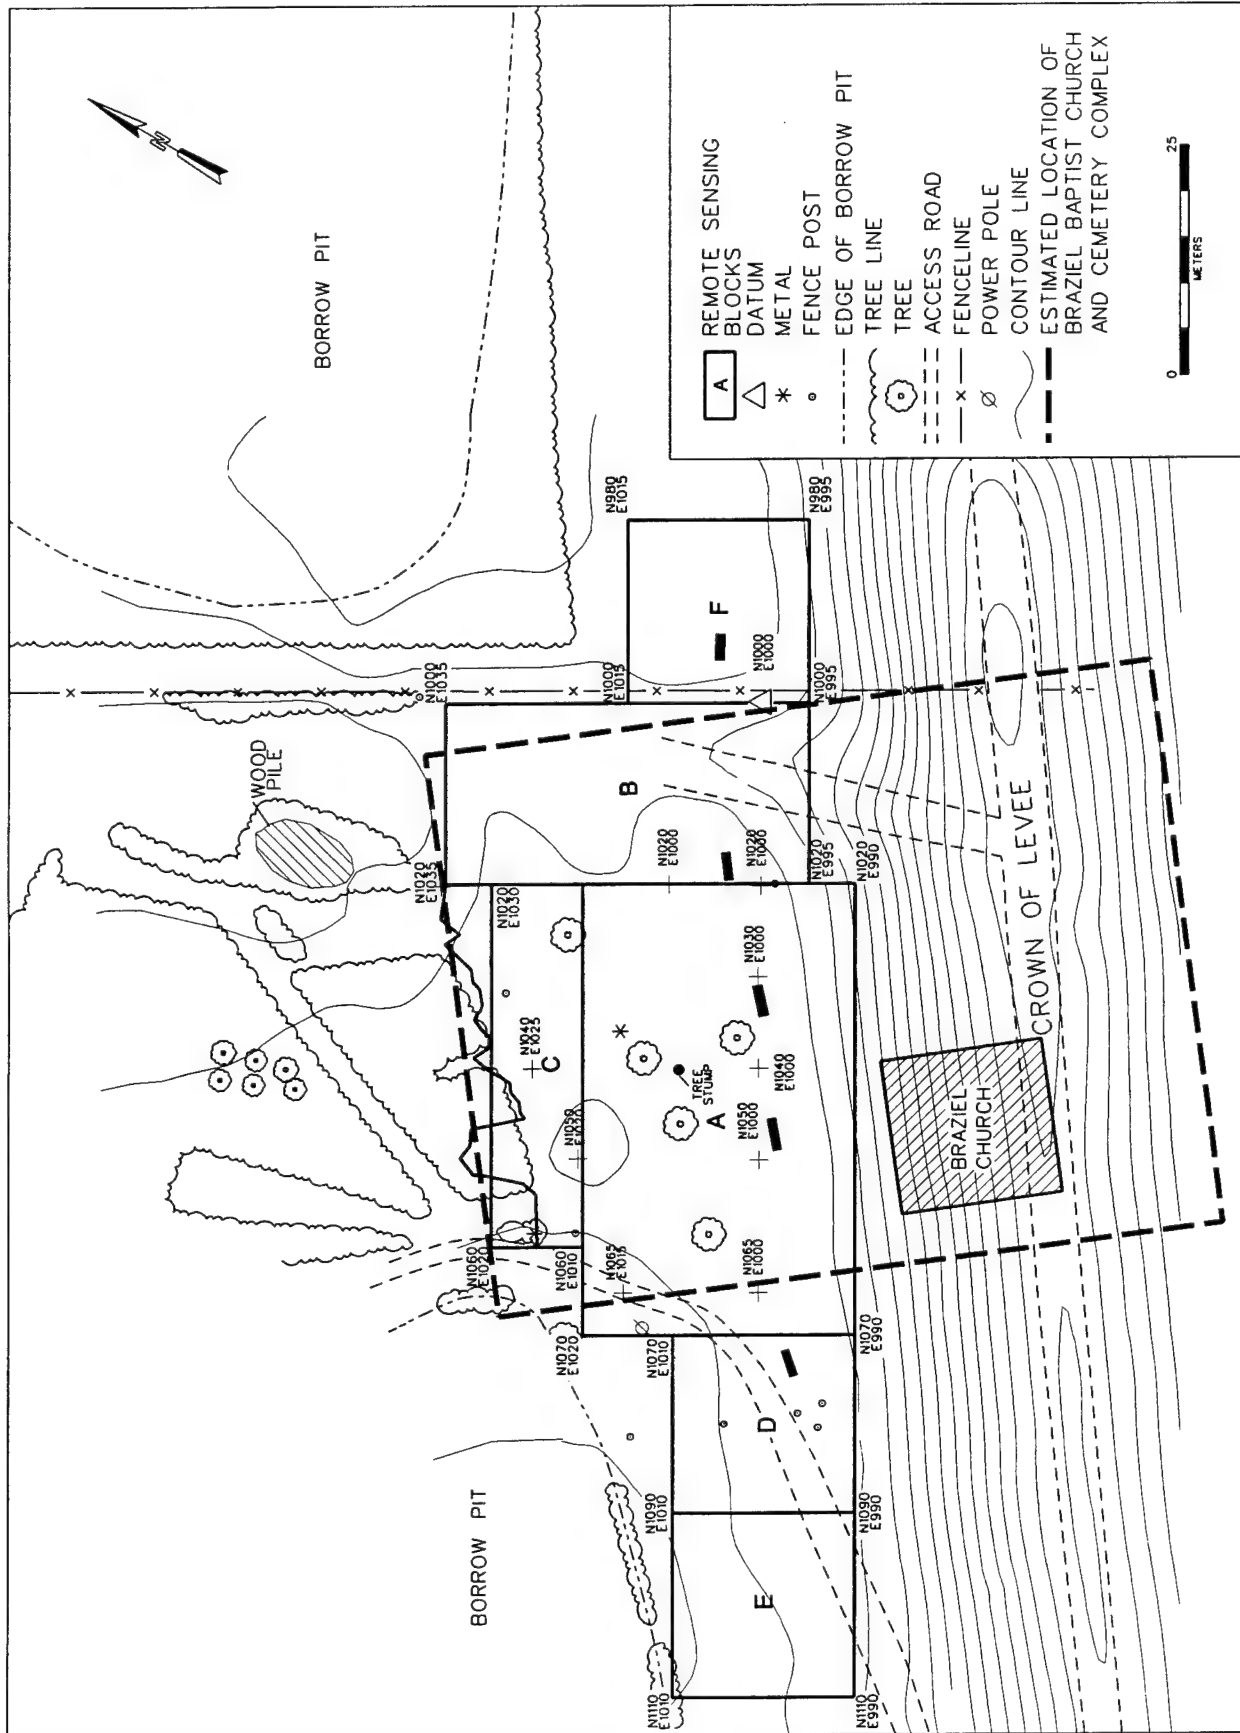 BORROW PIT
N
WOOD
PILE
N1020
E1035
N1000
E1035
N1000
E1015
N980
E1015
F
N1000
E1000
N980
E995
N1000
E995
B
N1020
E1000
N1020
E1000
N1020
E995
N1020
E990
N1020
E1030
N1040
E1025
C
N1050
E1020
N1030
E1000
N1040
E1000
TREE
STUMP
A
N1050
E1000
N1060
E1020
N1060
E1010
N1065
E1015
N1065
E1000
N1070
E1020
N1070
E1010
N1070
E990
D
N1090
E1010
N1090
E990
E
N1110
E1010
N1110
E990
BORROW PIT
BRAZIEL
CHURCH
CROWN OF LEVEE
A
REMOTE SENSING
BLOCKS
DATUM
METAL
FENCE POST
EDGE OF BORROW PIT
TREE LINE
TREE
ACCESS ROAD
FENCELINE
POWER POLE
CONTOUR LINE
ESTIMATED LOCATION OF
BRAZIEL BAPTIST CHURCH
AND CEMETERY COMPLEX
0
25
METERS